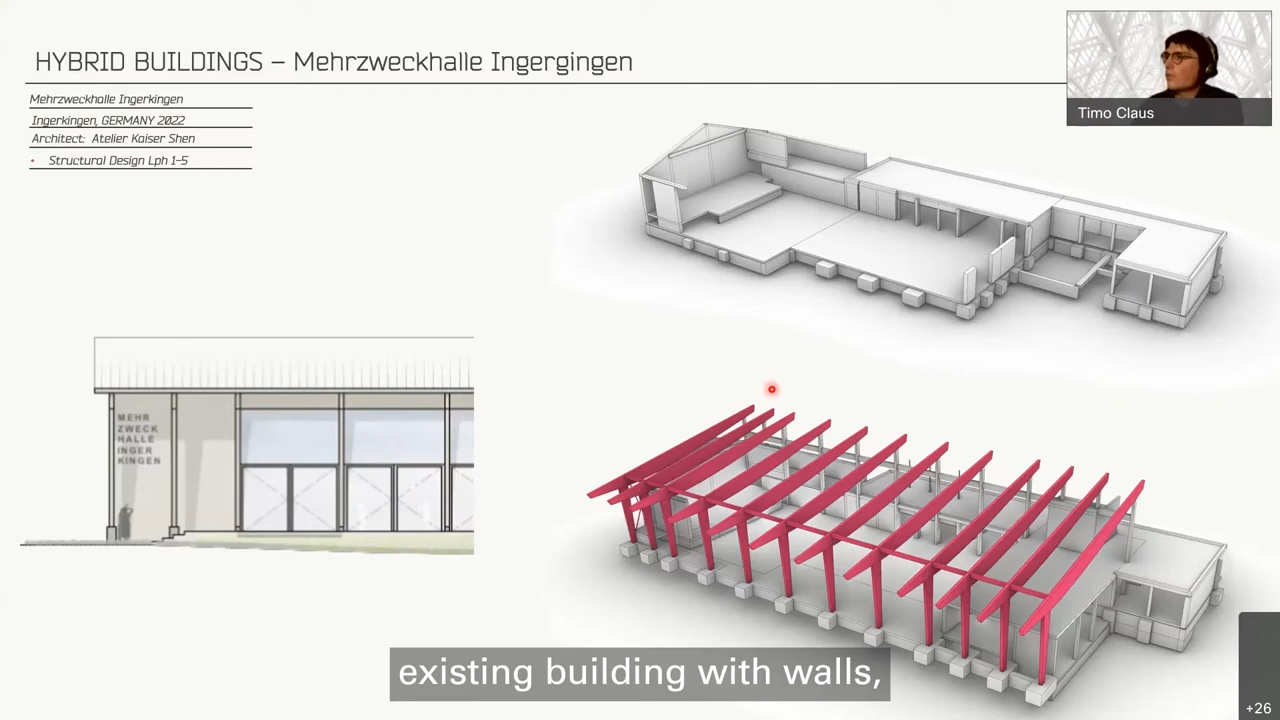 HYBRID BUILDINGS – Mehrzweckhalle Ingergingen
Mehrzweckhalle Ingerkingen
Ingerkingen, GERMANY 2022
Architect: Atelier Kaiser Shen
• Structural Design Lph 1-5
Timo Claus
MEHR
ZWECK
HALLE
INGER
KINGEN
existing building with walls,
+26